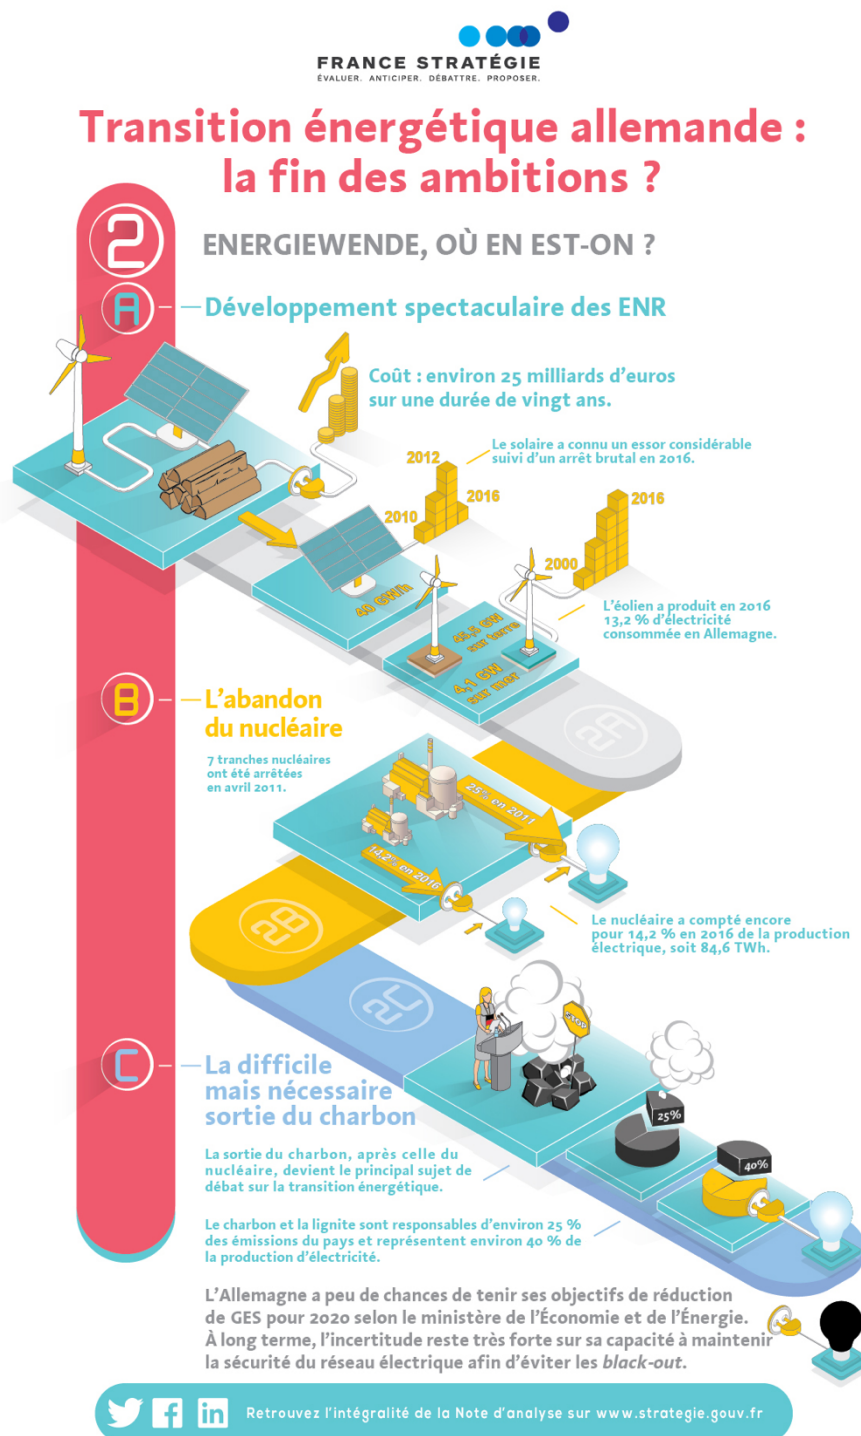 FRANCE STRATÉGIE
ÉVALUER. ANTICIPER. DÉBATTRE. PROPOSER.
Transition énergétique allemande :
la fin des ambitions ?
2
ENERGIEWENDE, OÙ EN EST-ON ?
A
Développement spectaculaire des ENR
Coût : environ 25 milliards d'euros
sur une durée de vingt ans.
Le solaire a connu un essor considérable
suivi d'un arrêt brutal en 2016.
2012
2016
2010
2016
2000
40 GW/h
L'éolien a produit en 2016
13,2 % d'électricité
consommée en Allemagne.
45,5 GW
sur terre
4,1 GW
sur mer
2A
B
L'abandon
du nucléaire
7 tranches nucléaires
ont été arrêtées
en avril 2011.
25% en 2011
14,2% en 2016
2B
Le nucléaire a compté encore
pour 14,2 % en 2016 de la production
électrique, soit 84,6 TWh.
2C
STOP
C
La difficile
mais nécessaire
sortie du charbon
25%
40%
La sortie du charbon, après celle du
nucléaire, devient le principal sujet de
débat sur la transition énergétique.
Le charbon et la lignite sont responsables d'environ 25 %
des émissions du pays et représentent environ 40 % de
la production d'électricité.
L'Allemagne a peu de chances de tenir ses objectifs de réduction
de GES pour 2020 selon le ministère de l'Économie et de l'Énergie.
À long terme, l'incertitude reste très forte sur sa capacité à maintenir
la sécurité du réseau électrique afin d'éviter les black-out.
Retrouvez l'intégralité de la Note d'analyse sur www.strategie.gouv.fr